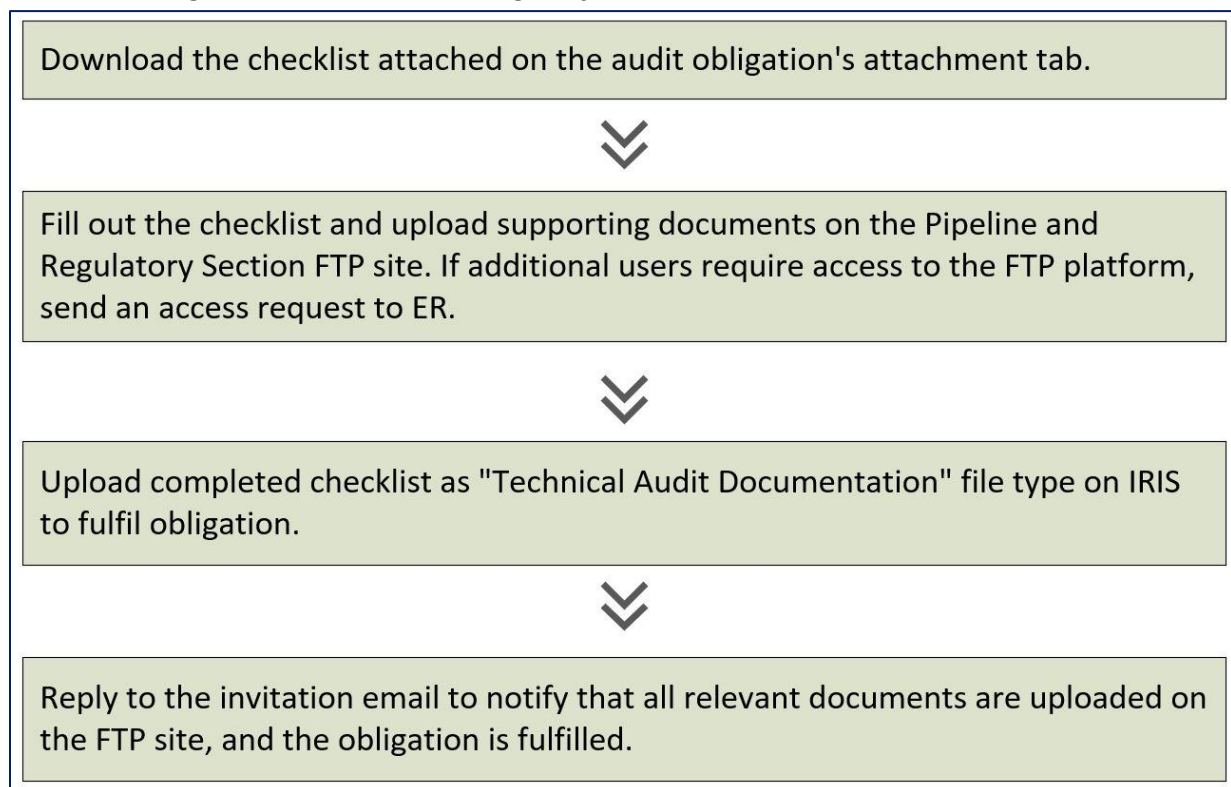 Download the checklist attached on the audit obligation's attachment tab.
Fill out the checklist and upload supporting documents on the Pipeline and
Regulatory Section FTP site. If additional users require access to the FTP platform,
send an access request to ER.
Upload completed checklist as "Technical Audit Documentation" file type on IRIS
to fulfil obligation.
Reply to the invitation email to notify that all relevant documents are uploaded on
the FTP site, and the obligation is fulfilled.